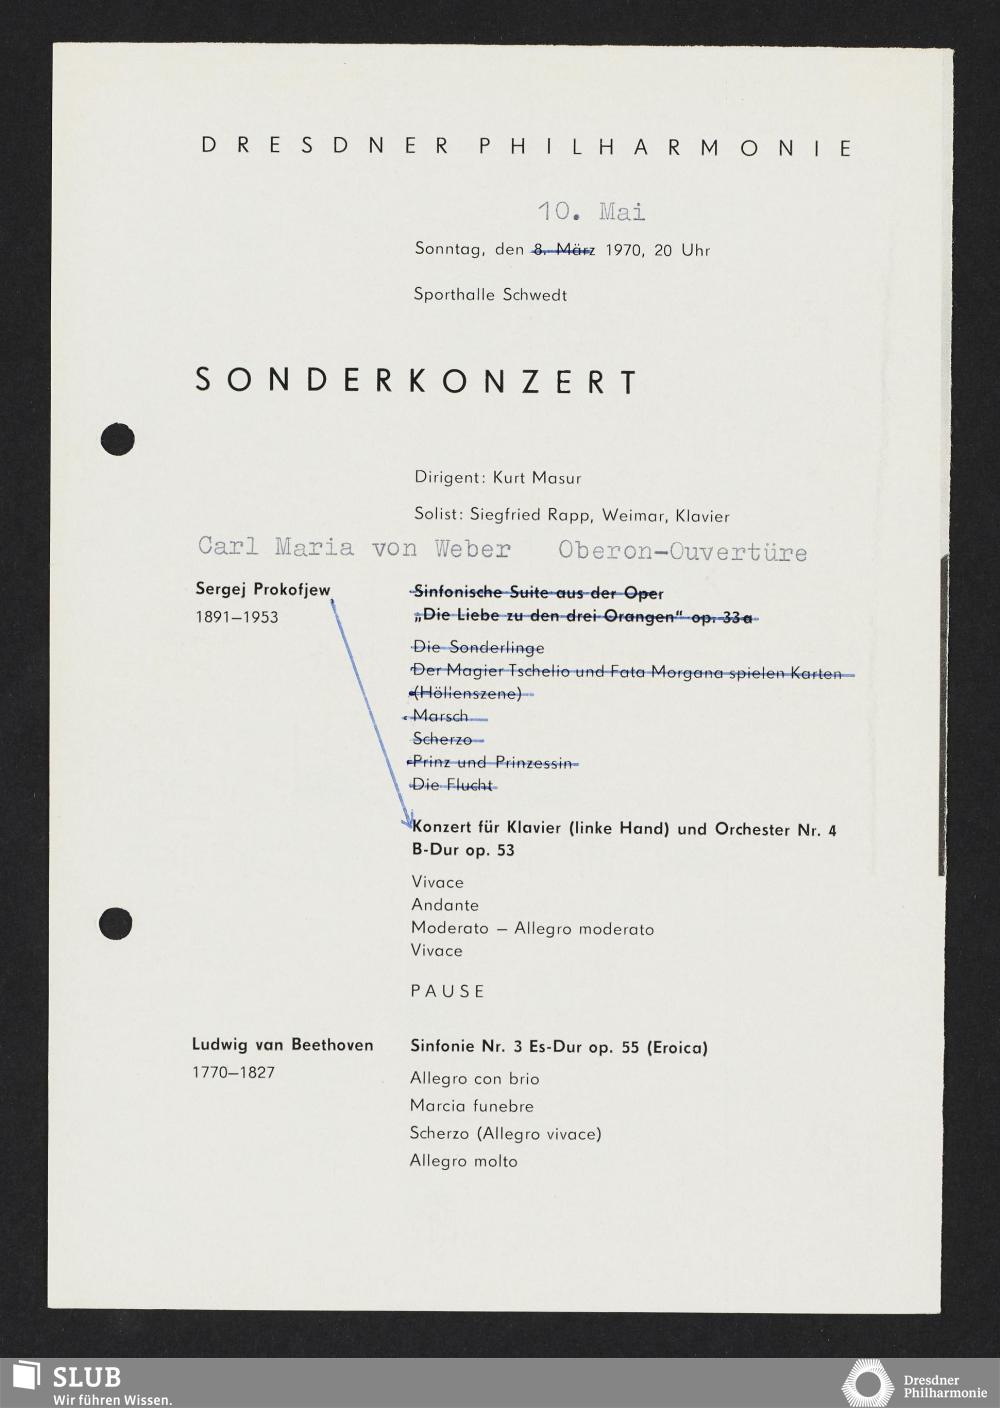 DRESDNER PHILHARMONIE
10. Mai
Sonntag, den 8. März 1970, 20 Uhr
Sporthalle Schwedt
SONDERKONZERT
Dirigent: Kurt Masur
Solist: Siegfried Rapp, Weimar, Klavier
Carl Maria von Weber Oberon-Ouvertüre
Sergej Prokofjew Sinfonische Suite aus der Oper
1891–1953 „Die Liebe zu den drei Orangen“ op. 33a
Die Sonderlinge
Der Magier Tschelio und Fata Morgana spielen Karten
(Höllenszene)
Marsch
Scherzo
Prinz und Prinzessin
Die Flucht
Konzert für Klavier (linke Hand) und Orchester Nr. 4
B-Dur op. 53
Vivace
Andante
Moderato – Allegro moderato
Vivace
PAUSE
Ludwig van Beethoven Sinfonie Nr. 3 Es-Dur op. 55 (Eroica)
1770–1827
Allegro con brio
Marcia funebre
Scherzo (Allegro vivace)
Allegro molto
SLUB
Wir führen Wissen.
Dresdner
Philharmonie